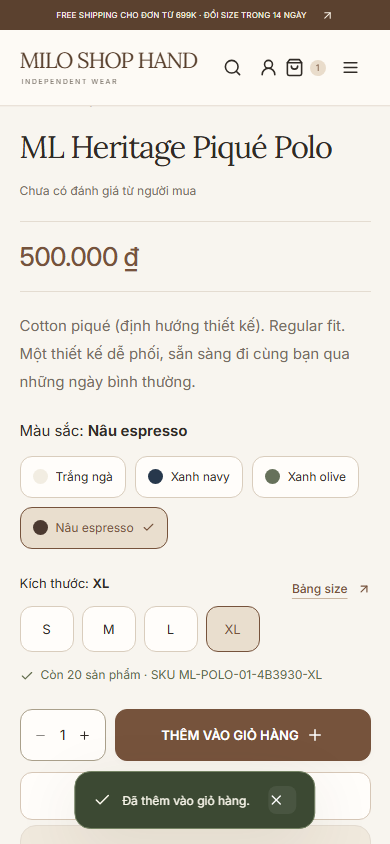 FREE SHIPPING CHO ĐƠN TỪ 699K · ĐỔI SIZE TRONG 14 NGÀY
MILO SHOP HAND
INDEPENDENT WEAR
1
ML Heritage Piqué Polo
Chưa có đánh giá từ người mua
500.000 ₫
Cotton piqué (định hướng thiết kế). Regular fit.
Một thiết kế dễ phối, sẵn sàng đi cùng bạn qua
những ngày bình thường.
Màu sắc: Nâu espresso
Trắng ngà
Xanh navy
Xanh olive
Nâu espresso
Kích thước: XL
Bảng size
S
M
L
XL
Còn 20 sản phẩm · SKU ML-POLO-01-4B3930-XL
1
THÊM VÀO GIỎ HÀNG
Đã thêm vào giỏ hàng.